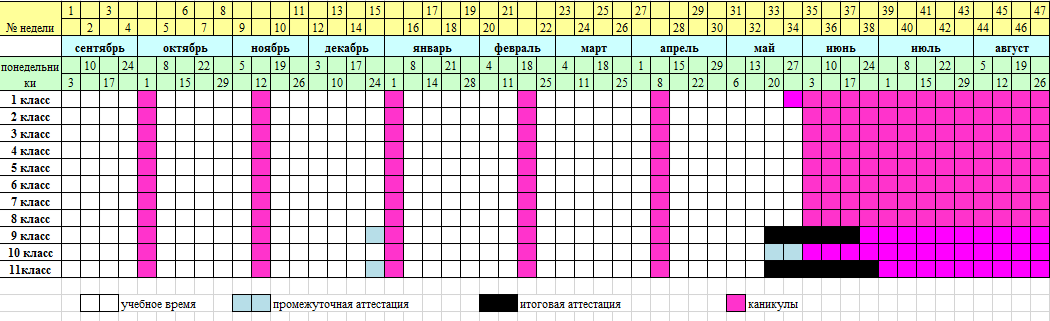 1 3 6 8 11 13 15 17 19 21 23 25 27 29 31 33 35 37 39 41 43 45 47
№ недели 2 4 5 7 9 10 12 14 16 18 20 22 24 26 28 30 32 34 36 38 40 42 44 46
сентябрь октябрь ноябрь декабрь январь февраль март апрель май июнь июль август
понедельни 10 24 8 22 5 19 3 17 8 21 4 18 4 18 1 15 29 13 27 10 24 8 22 5 19
ки 3 17 1 15 29 12 26 10 24 1 14 28 11 25 11 25 8 22 6 20 3 17 1 15 29 12 26
1 класс
2 класс
3 класс
4 класс
5 класс
6 класс
7 класс
8 класс
9 класс
10 класс
11класс
учебное время промежуточная аттестация итоговая аттестация каникулы